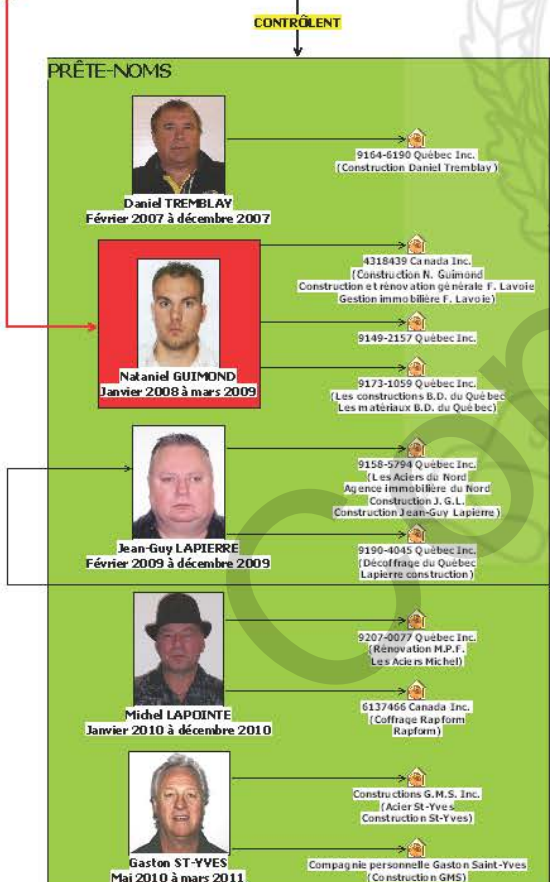 CONTRÔLENT
PRÊTE-NOMS
9164-6190 Québec Inc.
(Construction Daniel Tremblay)
Daniel TREMBLAY
Février 2007 à décembre 2007
4318439 Canada Inc.
(Construction N. Guimond
Construction et rénovation générale F. Lavoie
Gestion immobilière F. Lavoie)
9149-2157 Québec Inc.
Nataniel GUIMOND
Janvier 2008 à mars 2009
9173-1059 Québec Inc.
(Les constructions B.D. du Québec
Les matériaux B.D. du Québec)
9158-5794 Québec Inc.
(Les Aciers du Nord
Agence immobilière du Nord
Construction J. G.L.
Construction Jean-Guy Lapierre)
Jean-Guy LAPIERRE
Février 2009 à décembre 2009
9190-4045 Québec Inc.
(Décoffrage du Québec
Lapierre construction)
9207-0077 Québec Inc.
(Rénovation M.P.F.
Les Aciers Michel)
Michel LAPOINTE
Janvier 2010 à décembre 2010
6137466 Canada Inc.
(Coffrage Rapform
Rapform)
Constructions G.M.S. Inc.
(Acier St-Yves
Construction St-Yves)
Gaston ST-YVES
Mai 2010 à mars 2011
Compagnie personnelle Gaston Saint-Yves
(Construction GMS)